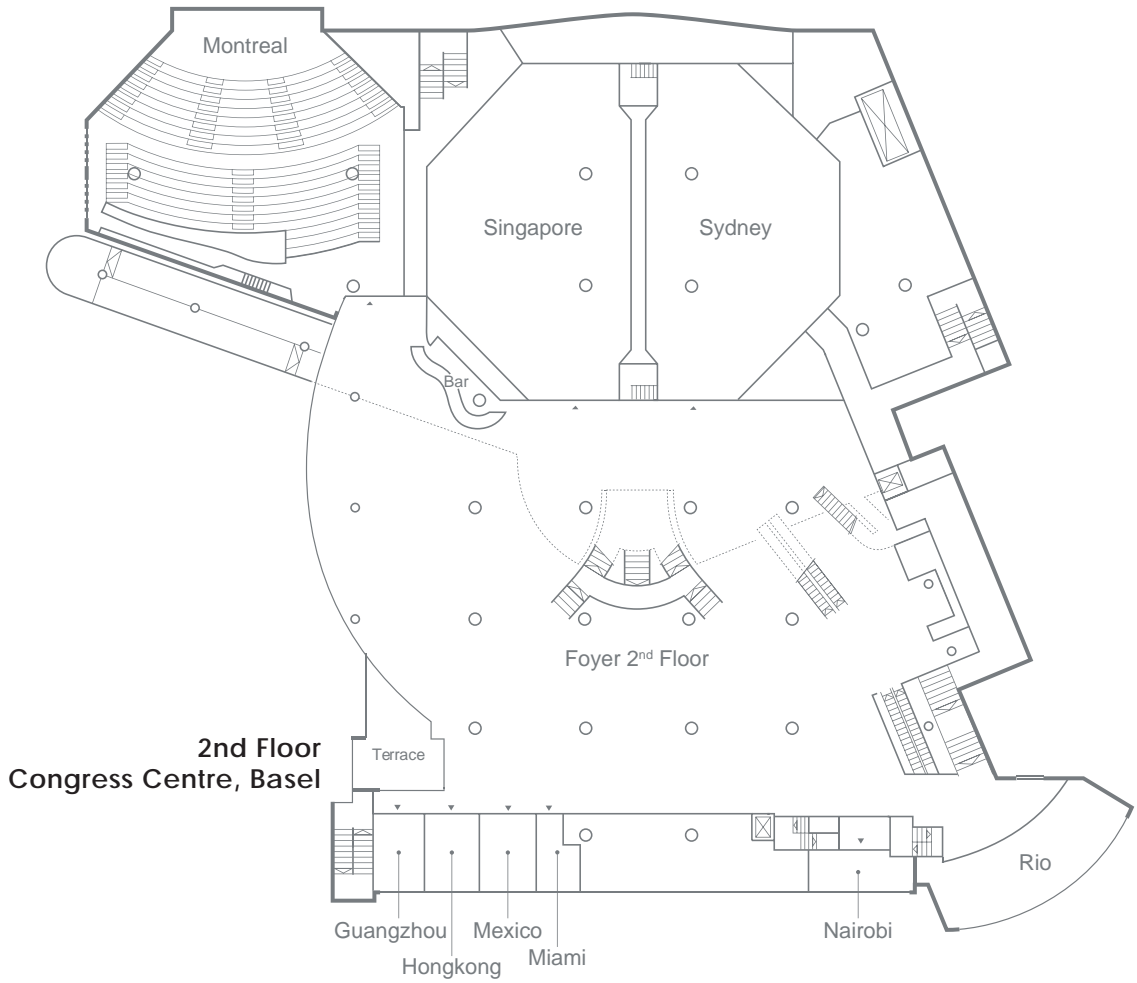 Montreal
Singapore
Sydney
Bar
Foyer 2nd Floor
2nd Floor
Congress Centre, Basel
Terrace
Rio
Guangzhou
Mexico
Nairobi
Hongkong
Miami